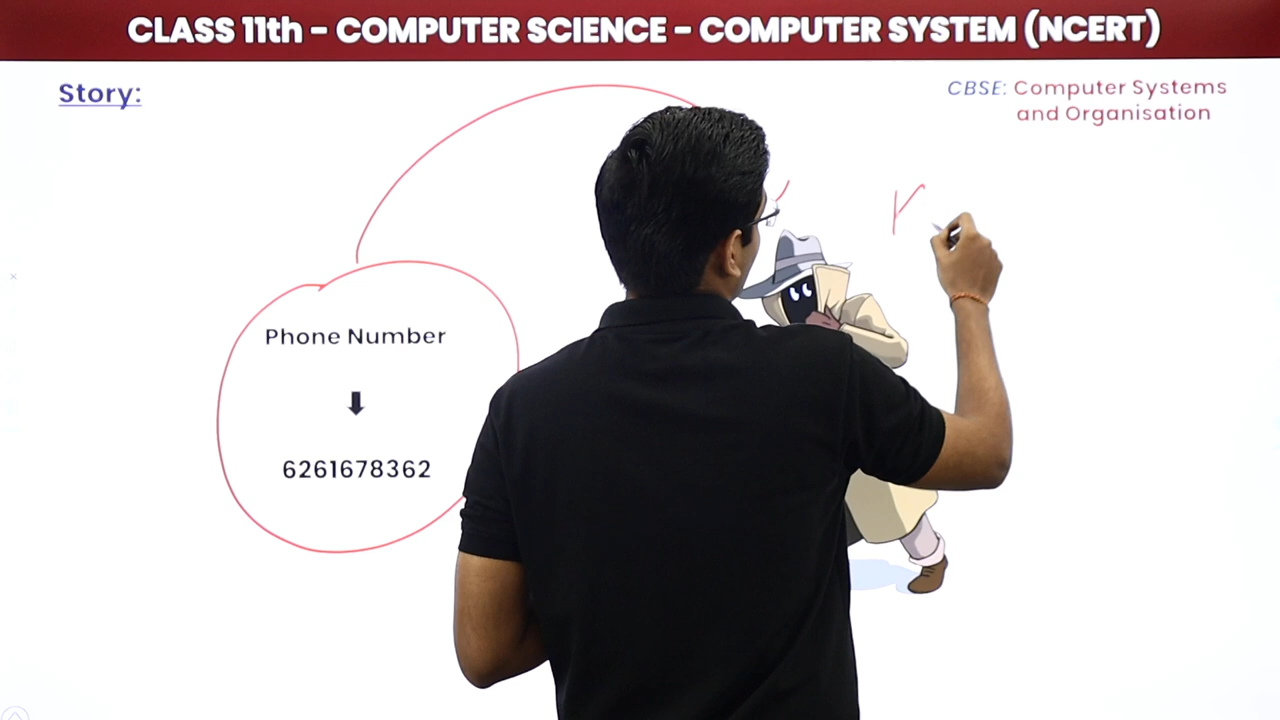 CLASS 11th - COMPUTER SCIENCE - COMPUTER SYSTEM (NCERT)
Story:
CBSE: Computer Systems
and Organisation
Phone Number
6261678362